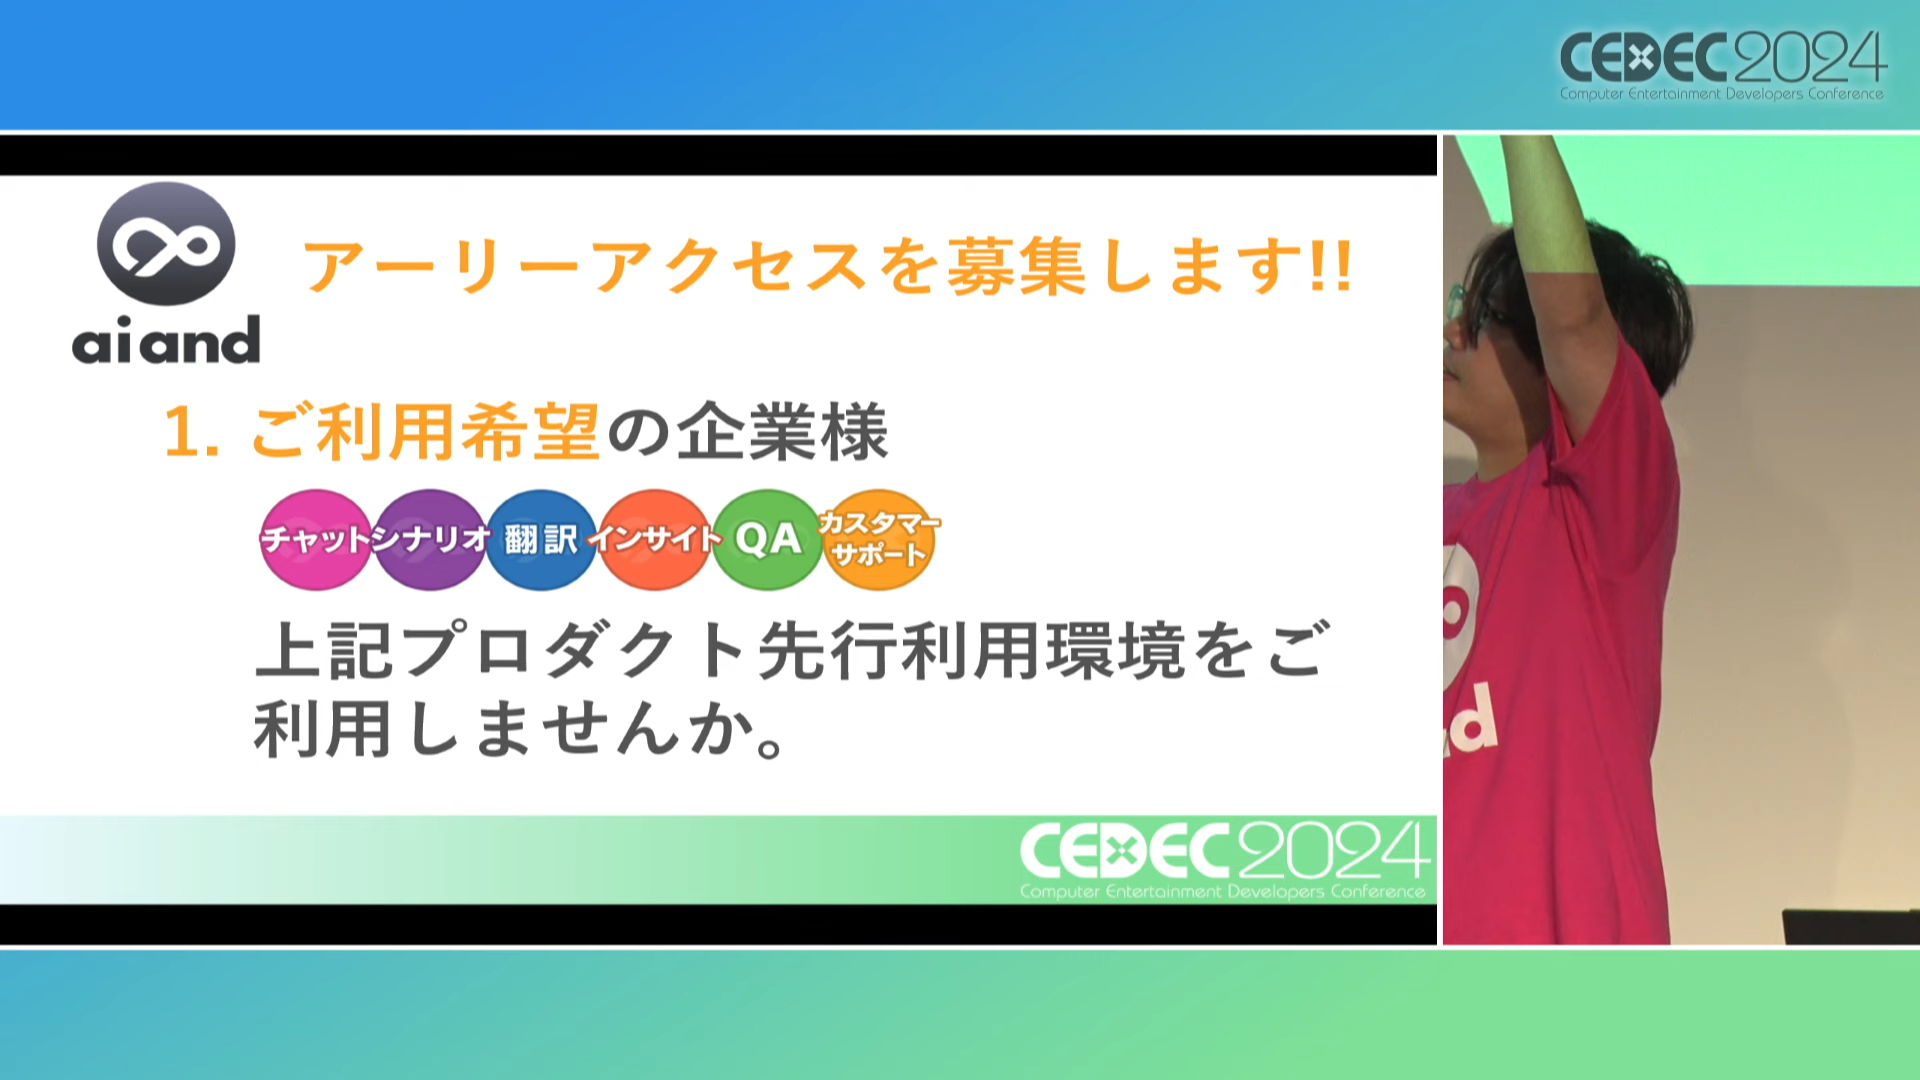 CEDEC2024
Computer Entertainment Developers Conference
ai and
アーリーアクセスを募集します!!
1. ご利用希望の企業様
チャット
シナリオ
翻訳
インサイト
QA
カスタマー
サポート
上記プロダクト先行利用環境をご
利用しませんか。
CEDEC2024
Computer Entertainment Developers Conference